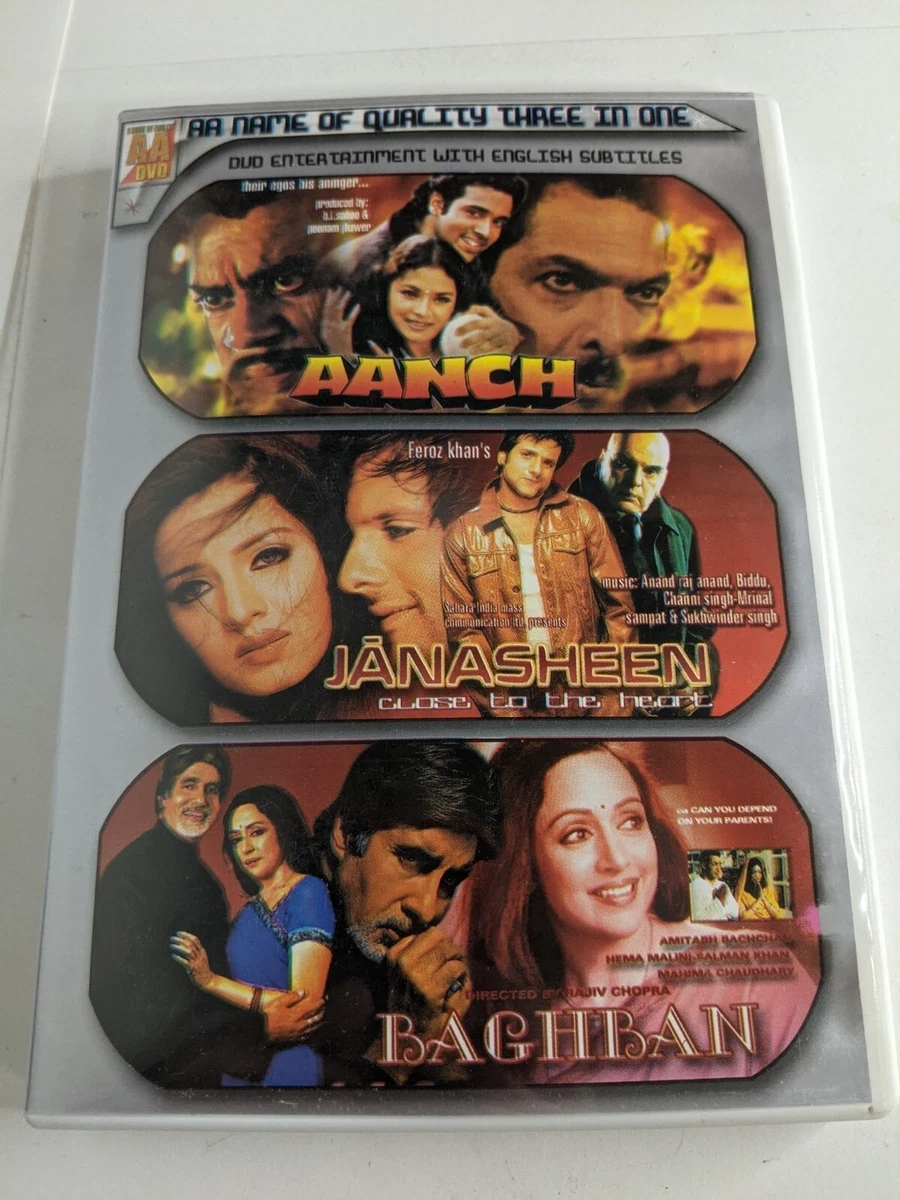 AA NAME OF QUALITY THREE IN ONE
AA
DVD
DVD ENTERTAINMENT WITH ENGLISH SUBTITLES
their agos his aninger...
produced by:
&
poonam jhawer
AANCH
Feroz khan's
music: Anand raj anand, Biddu,
Channi singh-Mrinal
sampat & Sukhwinder singh
Sahara India mass
communication ltd. presents
JĀNASHEEN
close to the heart
CAN YOU DEPEND
ON YOUR PARENTS!
AMITABH BACHCHA
HEMA MALINI-SALMAN KHAN
MAHIMA CHAUDHARY
DIRECTED BY RAJIV CHOPRA
BAGHBAN